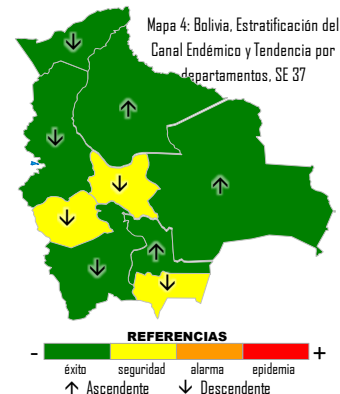 Mapa 4: Bolivia, Estratificación del
Canal Endémico y Tendencia por
departamentos, SE 37
REFERENCIAS
- +
éxito seguridad alarma epidemia
↑ Ascendente ↓ Descendente